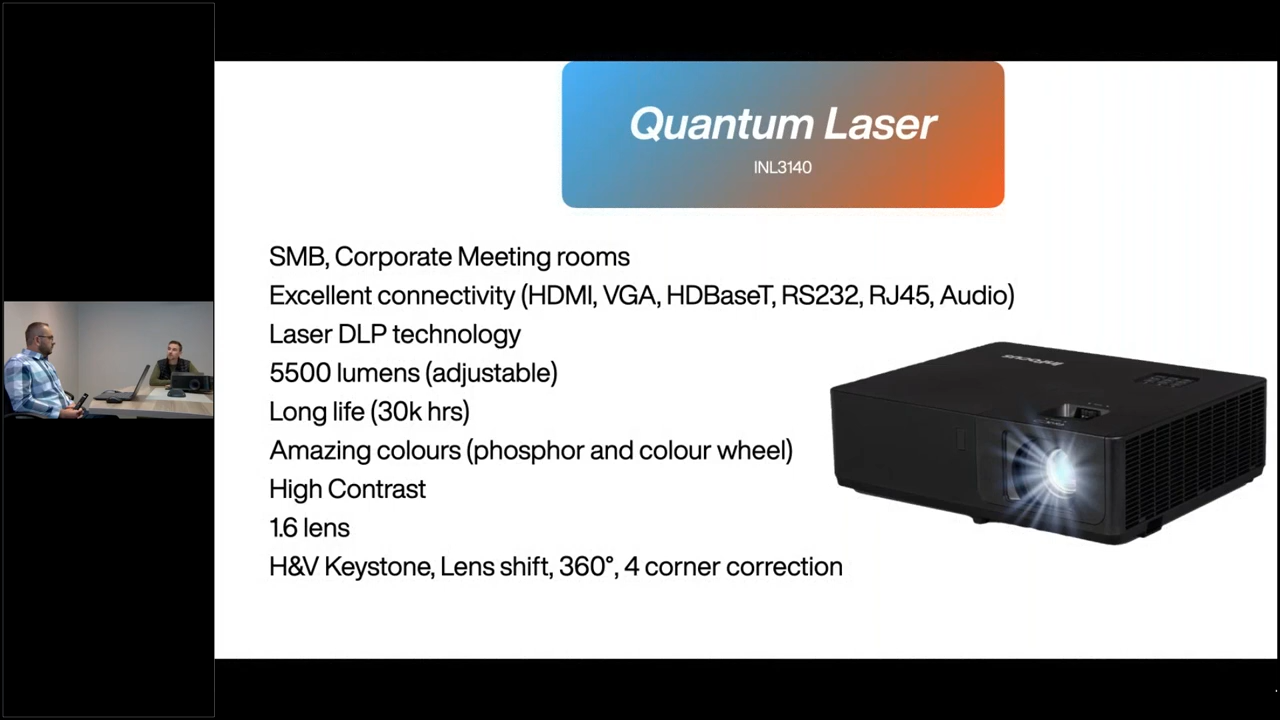 Quantum Laser
INL3140
SMB, Corporate Meeting rooms
Excellent connectivity (HDMI, VGA, HDBaseT, RS232, RJ45, Audio)
Laser DLP technology
5500 lumens (adjustable)
Long life (30k hrs)
Amazing colours (phosphor and colour wheel)
High Contrast
1.6 lens
H&V Keystone, Lens shift, 360°, 4 corner correction
InFocus